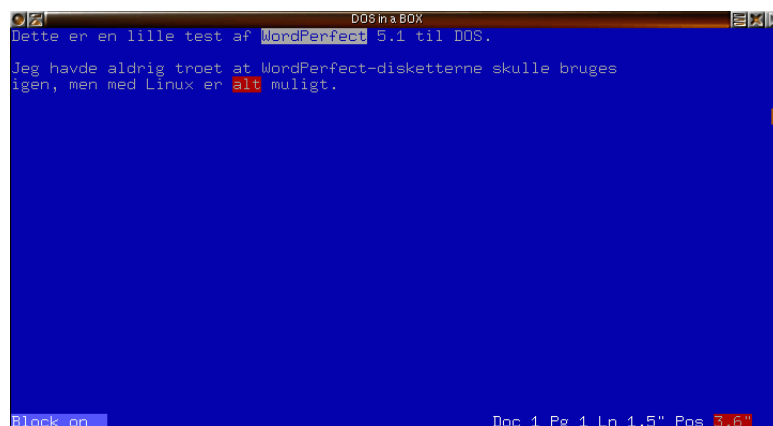 DOS in a BOX
Dette er en lille test af WordPerfect 5.1 til DOS.
Jeg havde aldrig troet at WordPerfect-disketterne skulle bruges
igen, men med Linux er alt muligt.
Block on Doc 1 Pg 1 Ln 1.5" Pos 3.6"